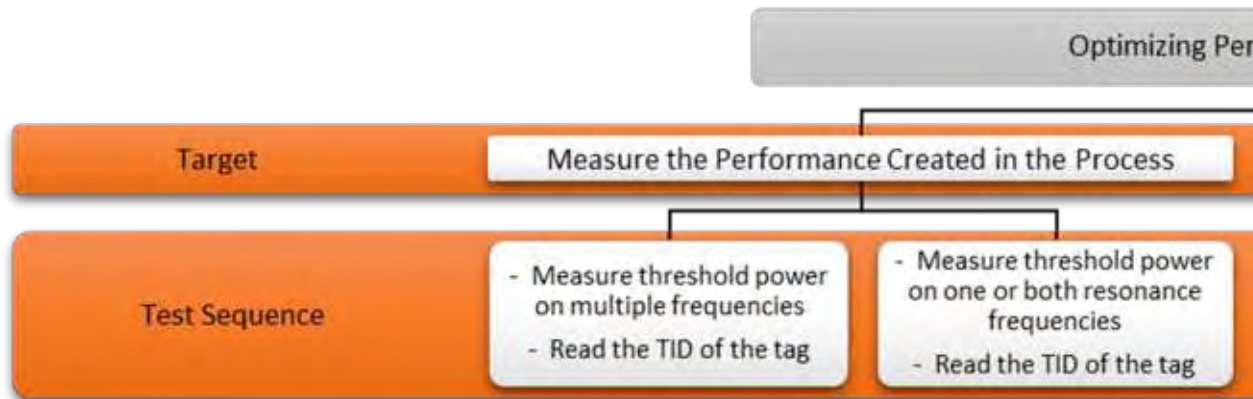 Optimizing Per
Target
Measure the Performance Created in the Process
Test Sequence
- Measure threshold power
on multiple frequencies
- Read the TID of the tag
- Measure threshold power
on one or both resonance
frequencies
- Read the TID of the tag